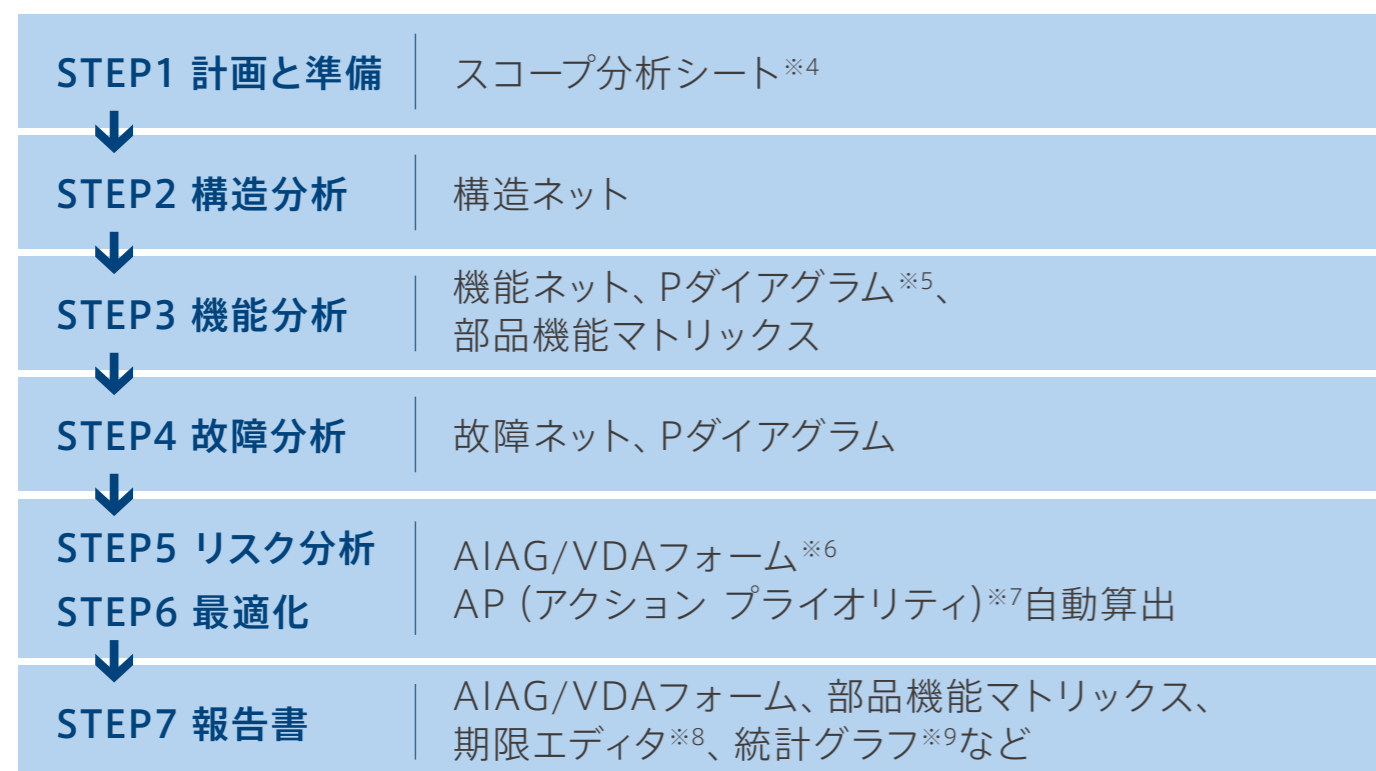 STEP1 計画と準備
スコープ分析シート※4
STEP2 構造分析
構造ネット
STEP3 機能分析
機能ネット、Pダイアグラム※5、
部品機能マトリックス
STEP4 故障分析
故障ネット、Pダイアグラム
STEP5 リスク分析
STEP6 最適化
AIAG/VDAフォーム※6
AP (アクション プライオリティ)※7自動算出
STEP7 報告書
AIAG/VDAフォーム、部品機能マトリックス、
期限エディタ※8、統計グラフ※9など